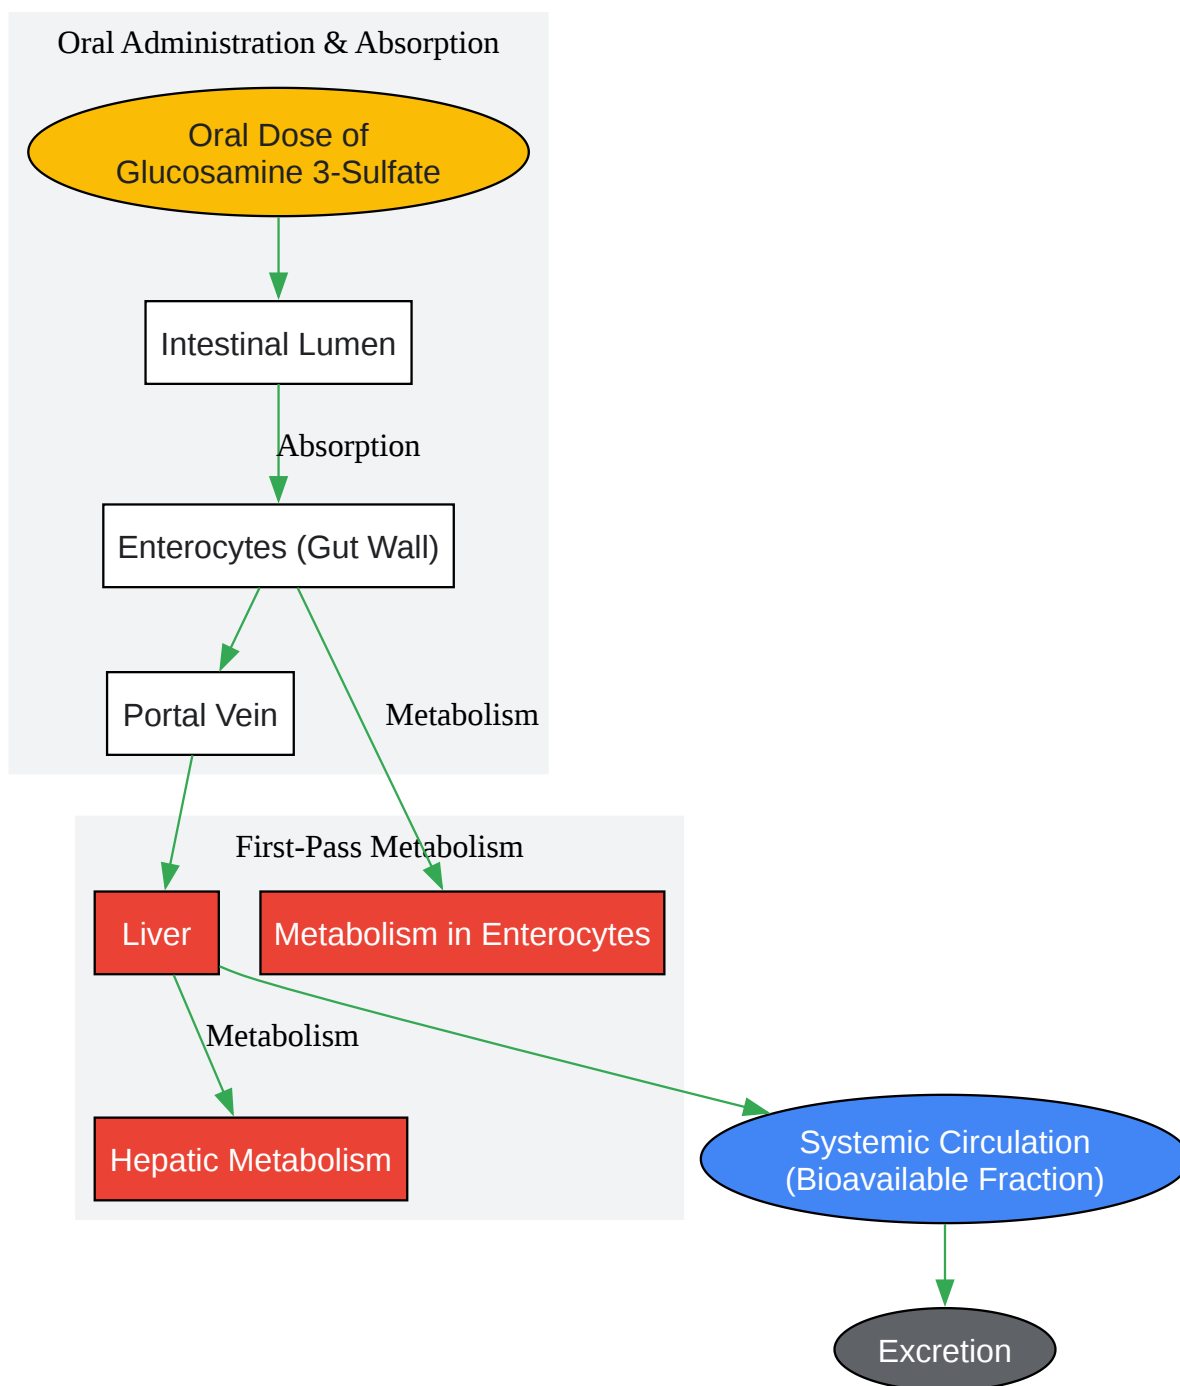 Oral Administration & Absorption
Oral Dose of
Glucosamine 3-Sulfate
Intestinal Lumen
Absorption
Enterocytes (Gut Wall)
Portal Vein
Metabolism
First-Pass Metabolism
Liver
Metabolism in Enterocytes
Metabolism
Hepatic Metabolism
Systemic Circulation
(Bioavailable Fraction)
Excretion